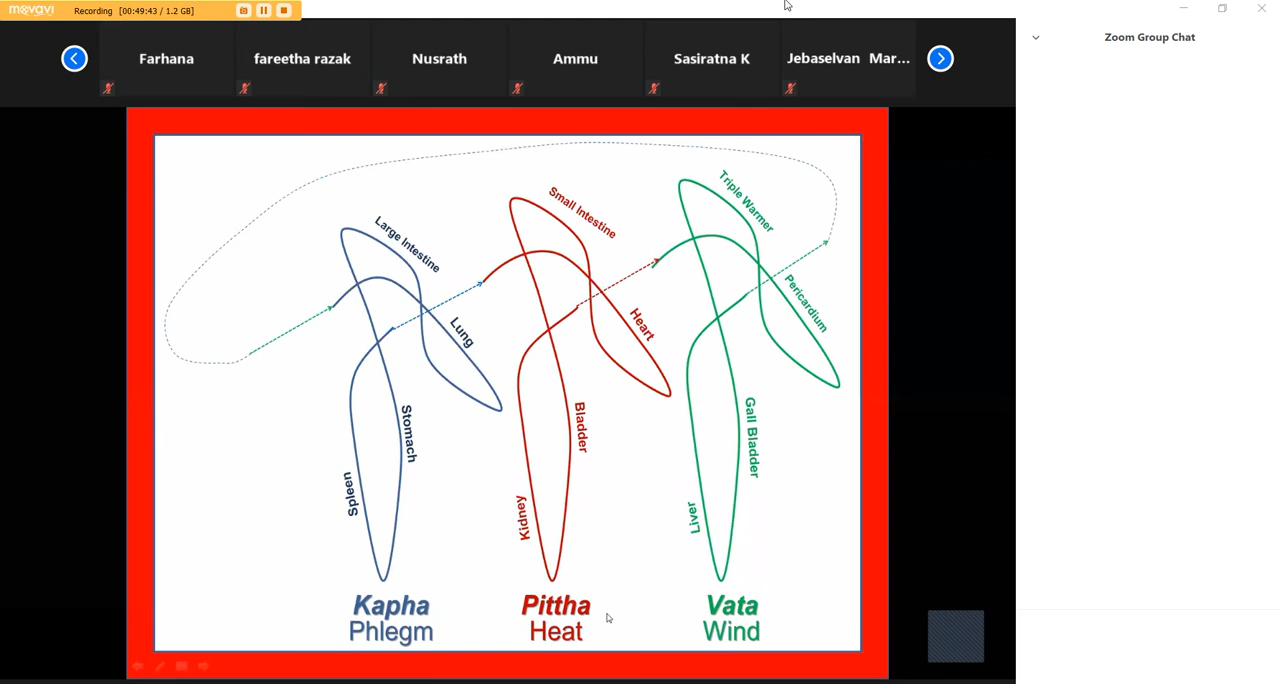 movavi
Recording [00:49:43 / 1.2 GB]
Zoom Group Chat
Farhana
fareetha razak
Nusrath
Ammu
Sasiratna K
Jebaselvan Mar...
Large Intestine
Lung
Stomach
Spleen
Small Intestine
Heart
Bladder
Kidney
Triple Warmer
Pericardium
Gall Bladder
Liver
Kapha
Phlegm
Pittha
Heat
Vata
Wind